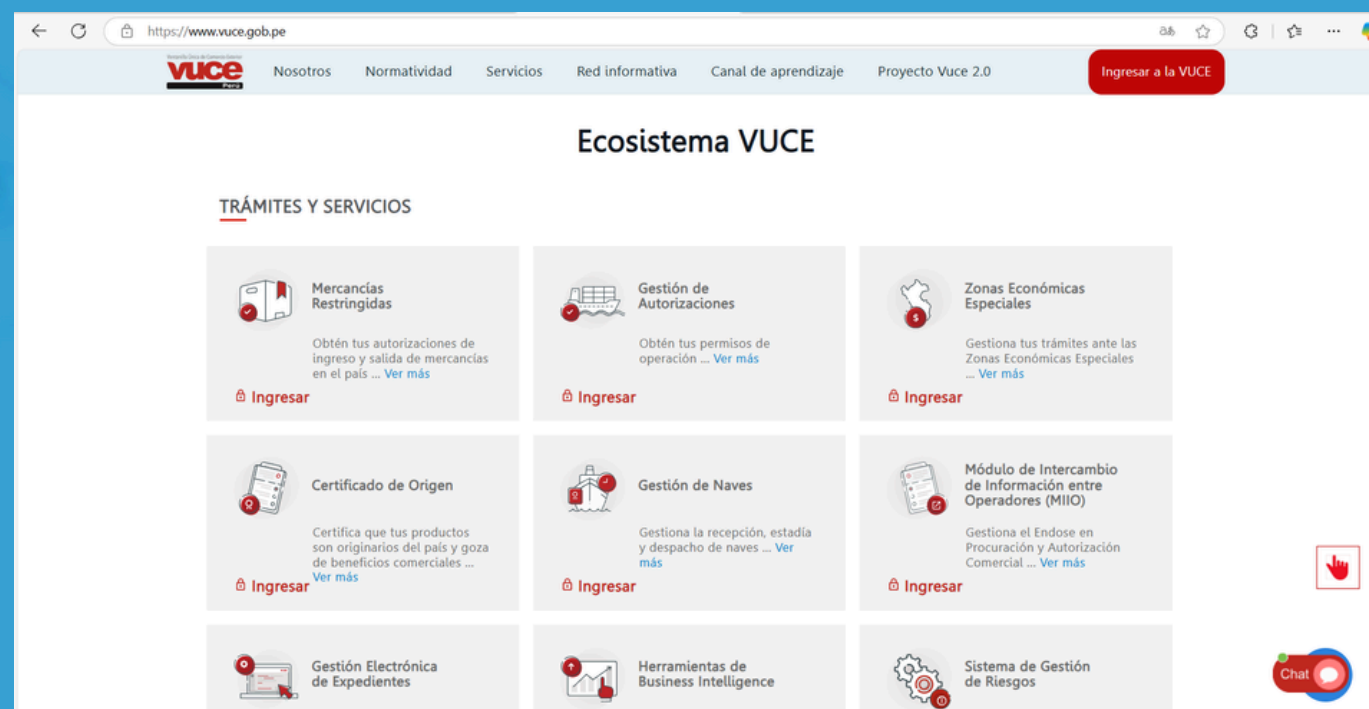 https://www.vuce.gob.pe
Ventanilla Única de Comercio Exterior
vuce
Perú
Nosotros
Normatividad
Servicios
Red informativa
Canal de aprendizaje
Proyecto Vuce 2.0
Ingresar a la VUCE
Ecosistema VUCE
TRÁMITES Y SERVICIOS
Mercancías
Restringidas
Obtén tus autorizaciones de
ingreso y salida de mercancías
en el país ... Ver más
Ingresar
Gestión de
Autorizaciones
Obtén tus permisos de
operación ... Ver más
Ingresar
Zonas Económicas
Especiales
Gestiona tus trámites ante las
Zonas Económicas Especiales
... Ver más
Ingresar
Certificado de Origen
Certifica que tus productos
son originarios del país y goza
de beneficios comerciales ...
Ver más
Ingresar
Gestión de Naves
Gestiona la recepción, estadía
y despacho de naves ... Ver
más
Ingresar
Módulo de Intercambio
de Información entre
Operadores (MIIO)
Gestiona el Endose en
Procuración y Autorización
Comercial ... Ver más
Ingresar
Gestión Electrónica
de Expedientes
Herramientas de
Business Intelligence
Sistema de Gestión
de Riesgos
Chat